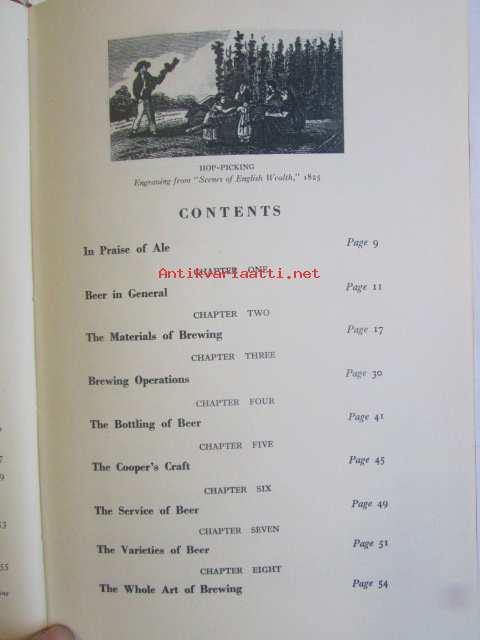 HOP-PICKING
Engraving from "Scenes of English Wealth," 1825
CONTENTS
In Praise of Ale Page 9
CHAPTER ONE
Antikvariaatti.net
Beer in General Page 11
CHAPTER TWO
The Materials of Brewing Page 17
CHAPTER THREE
Brewing Operations Page 30
CHAPTER FOUR
The Bottling of Beer Page 41
CHAPTER FIVE
The Cooper's Craft Page 45
CHAPTER SIX
The Service of Beer Page 49
CHAPTER SEVEN
The Varieties of Beer Page 51
CHAPTER EIGHT
The Whole Art of Brewing Page 54